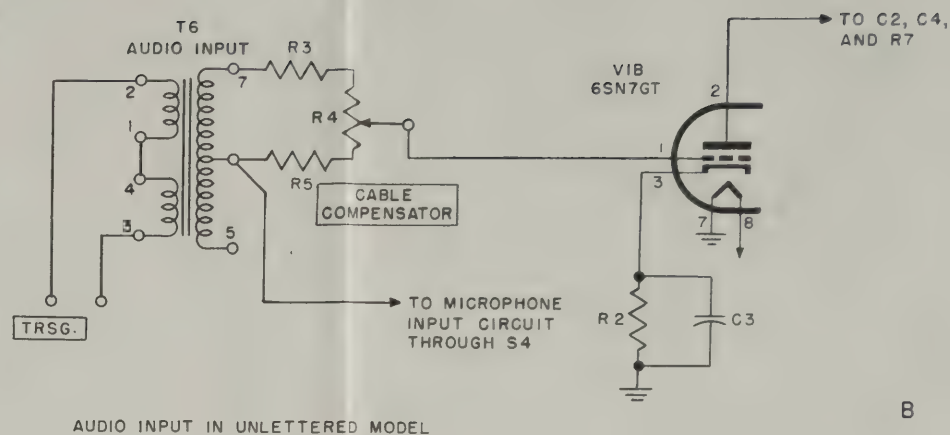 T6
AUDIO INPUT
TO C2, C4,
AND R7
2
7
R3
V1B
6SN7GT
2
1
R4
1
3
4
R5
CABLE
COMPENSATOR
3
5
7
8
TRSG.
TO MICROPHONE
INPUT CIRCUIT
THROUGH S4
R2
C3
B
AUDIO INPUT IN UNLETTERED MODEL